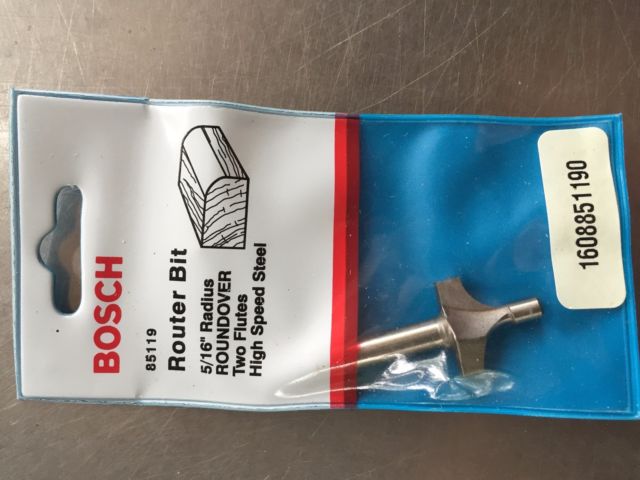 BOSCH
85119
Router Bit
5/16" Radius
ROUNDOVER
Two Flutes
High Speed Steel
1608851190